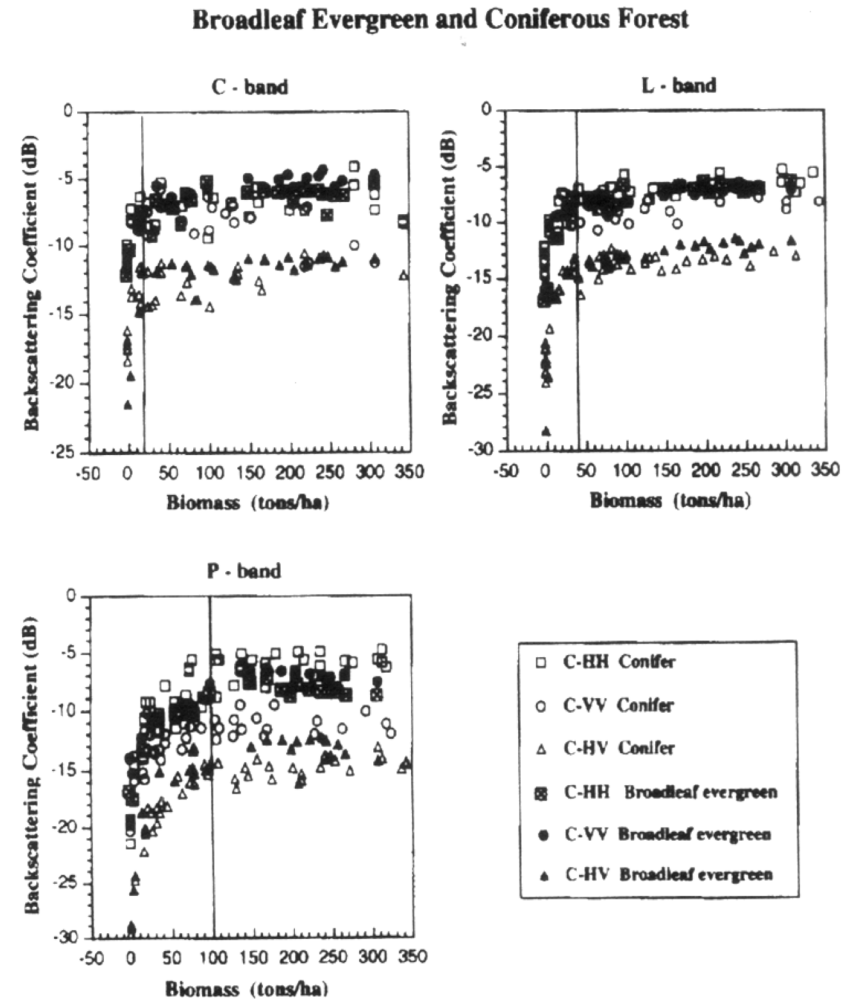 Broadleaf Evergreen and Coniferous Forest
C - band
Backscattering Coefficient (dB)
0
-5
-10
-15
-20
-25
-50 0 50 100 150 200 250 300 350
Biomass (tons/ha)
L - band
Backscattering Coefficient (dB)
0
-5
-10
-15
-20
-25
-30
-50 0 50 100 150 200 250 300 350
Biomass (tons/ha)
P - band
Backscattering Coefficient (dB)
0
-5
-10
-15
-20
-25
-30
-50 0 50 100 150 200 250 300 350
Biomass (tons/ha)
C-HH Conifer
C-VV Conifer
C-HV Conifer
C-HH Broadleaf evergreen
C-VV Broadleaf evergreen
C-HV Broadleaf evergreen